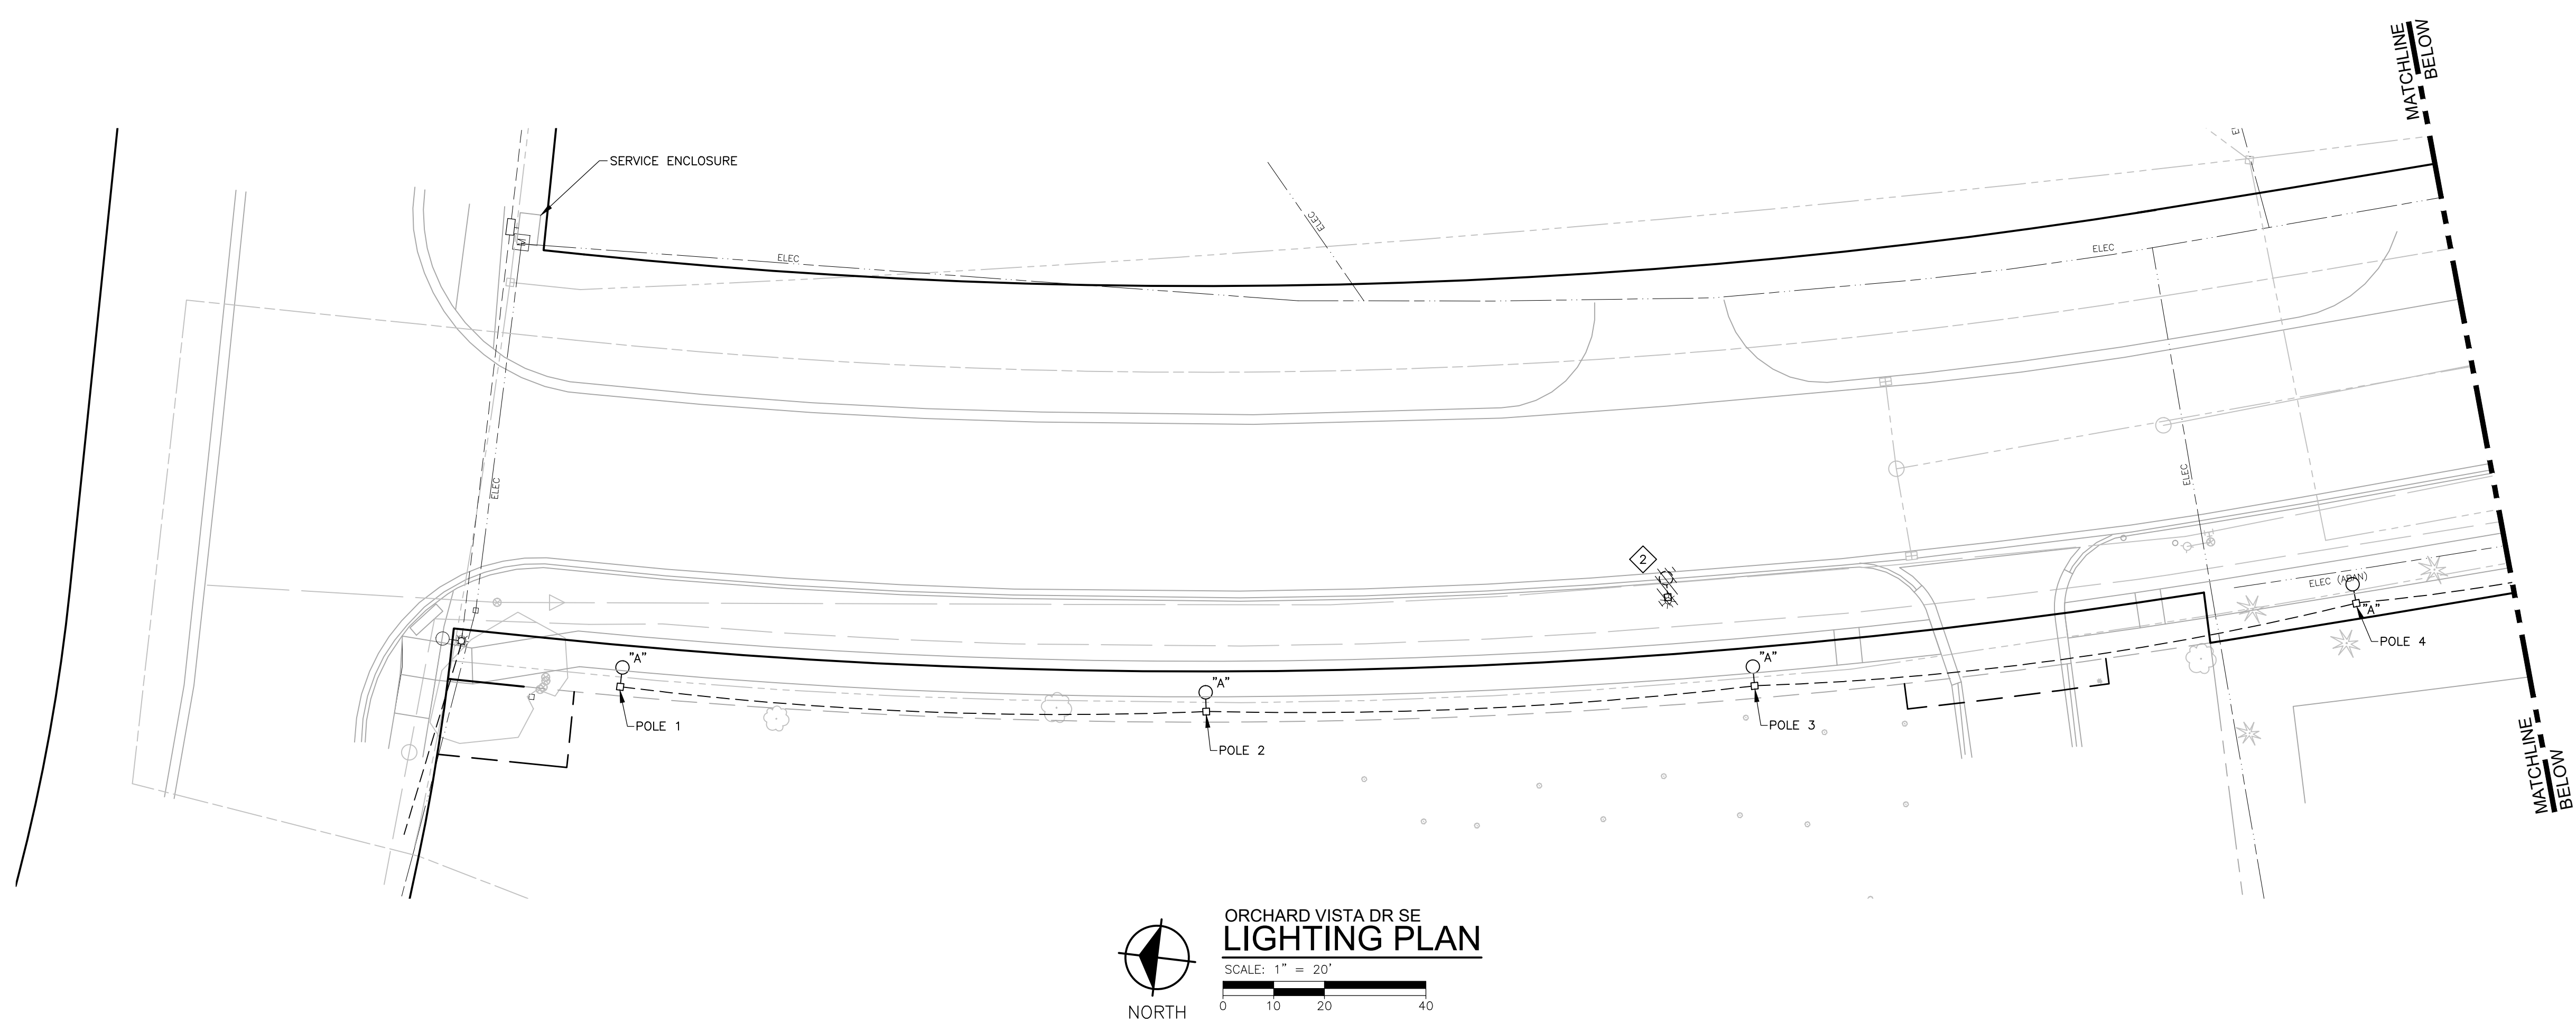 MATCHLINE
BELOW
SERVICE ENCLOSURE
E
ELEC
ELEC
ELEC
ELEC
ELEC
2
ELEC (ABAN)
M
"A"
"A"
"A"
"A"
POLE 1
POLE 2
POLE 3
POLE 4
MATCHLINE
BELOW
ORCHARD VISTA DR SE
LIGHTING PLAN
SCALE: 1" = 20'
0 10 20 40
NORTH